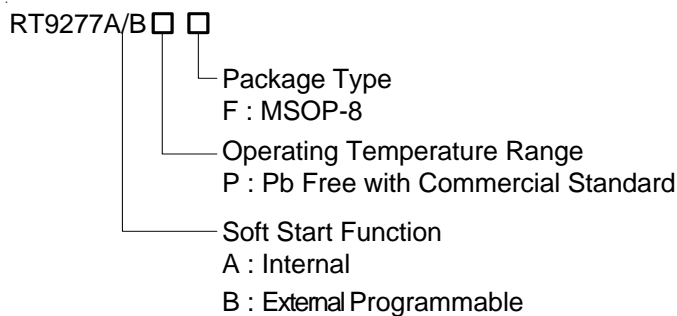 RT9277A/B
Package Type
F : MSOP-8
Operating Temperature Range
P : Pb Free with Commercial Standard
Soft Start Function
A : Internal
B : External Programmable